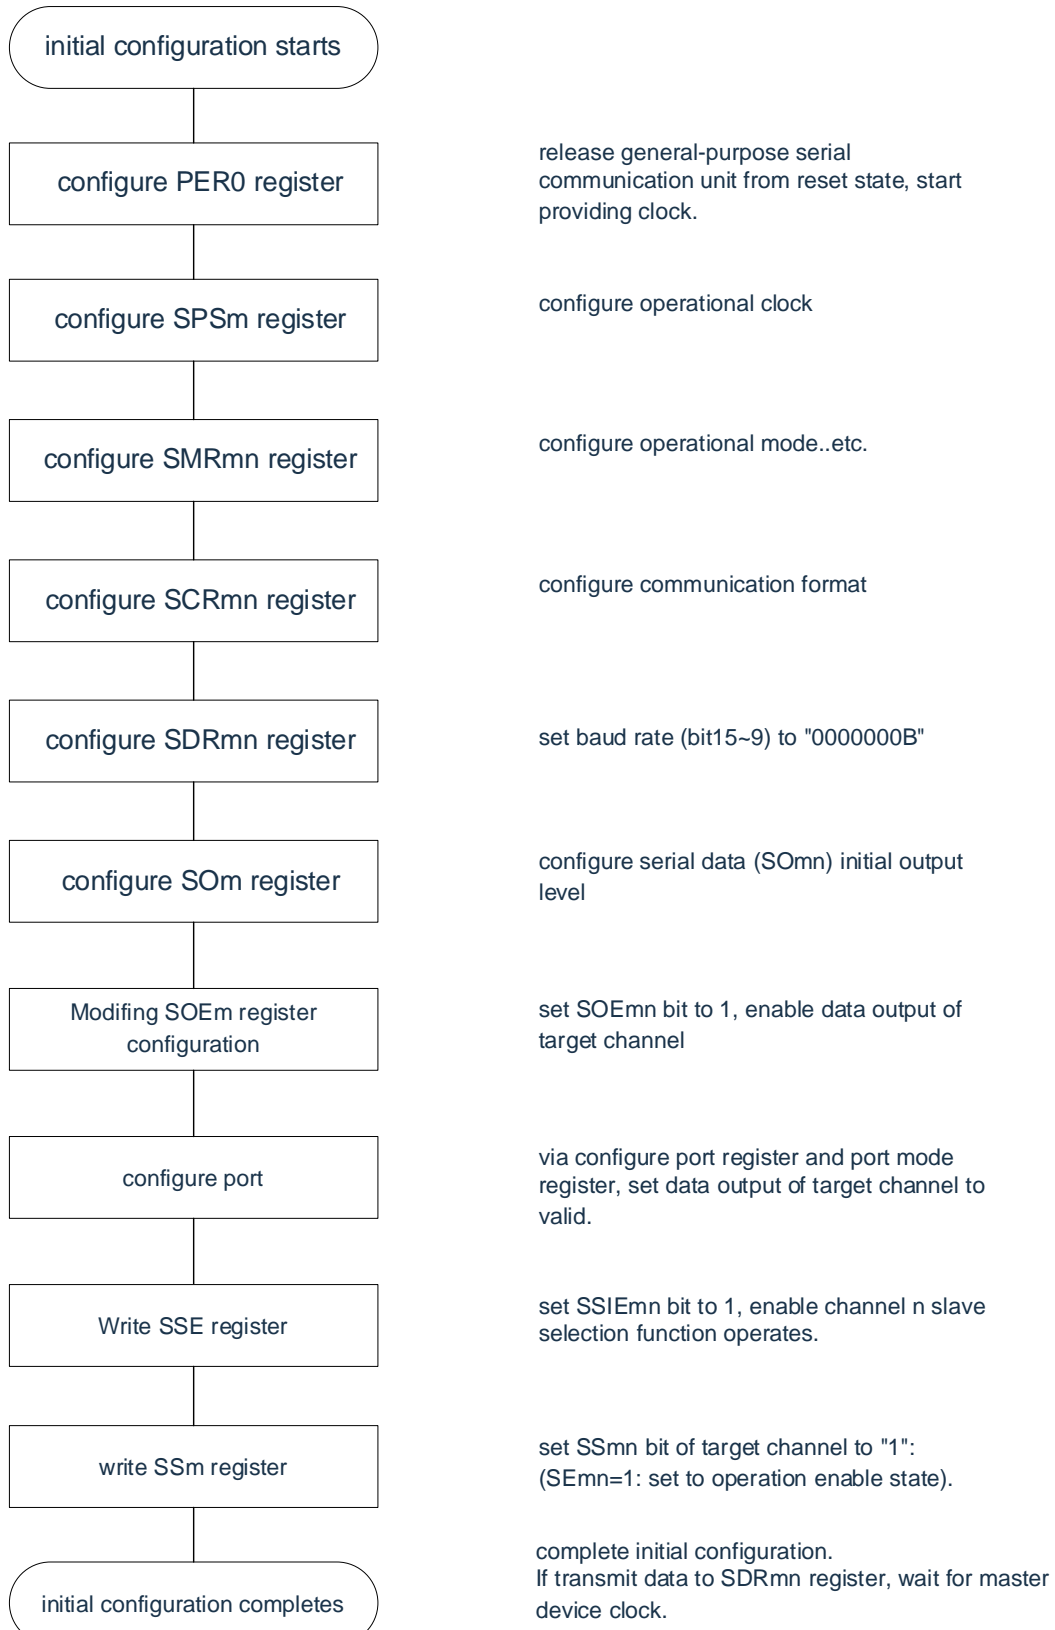 initial configuration starts
configure PER0 register
release general-purpose serial
communication unit from reset state, start
providing clock.
configure SPSm register
configure operational clock
configure SMRmn register
configure operational mode..etc.
configure SCRmn register
configure communication format
configure SDRmn register
set baud rate (bit15~9) to "0000000B"
configure SOm register
configure serial data (SOmn) initial output
level
Modifing SOEm register
configuration
set SOEmn bit to 1, enable data output of
target channel
configure port
via configure port register and port mode
register, set data output of target channel to
valid.
Write SSE register
set SSIEmn bit to 1, enable channel n slave
selection function operates.
write SSm register
set SSmn bit of target channel to "1":
(SEmn=1: set to operation enable state).
initial configuration completes
complete initial configuration.
If transmit data to SDRmn register, wait for master
device clock.